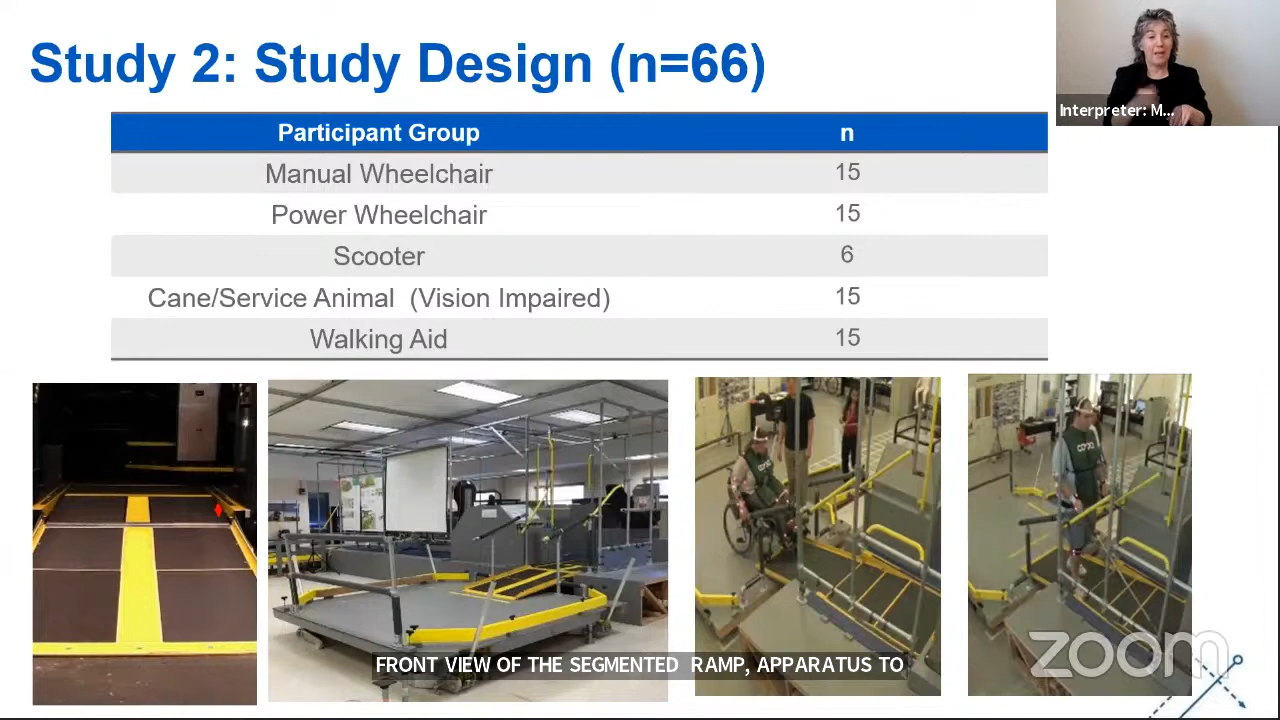 Study 2: Study Design (n=66)
Interpreter: M...
Participant Group n
Manual Wheelchair 15
Power Wheelchair 15
Scooter 6
Cane/Service Animal (Vision Impaired) 15
Walking Aid 15
FRONT VIEW OF THE SEGMENTED RAMP, APPARATUS TO
zoom